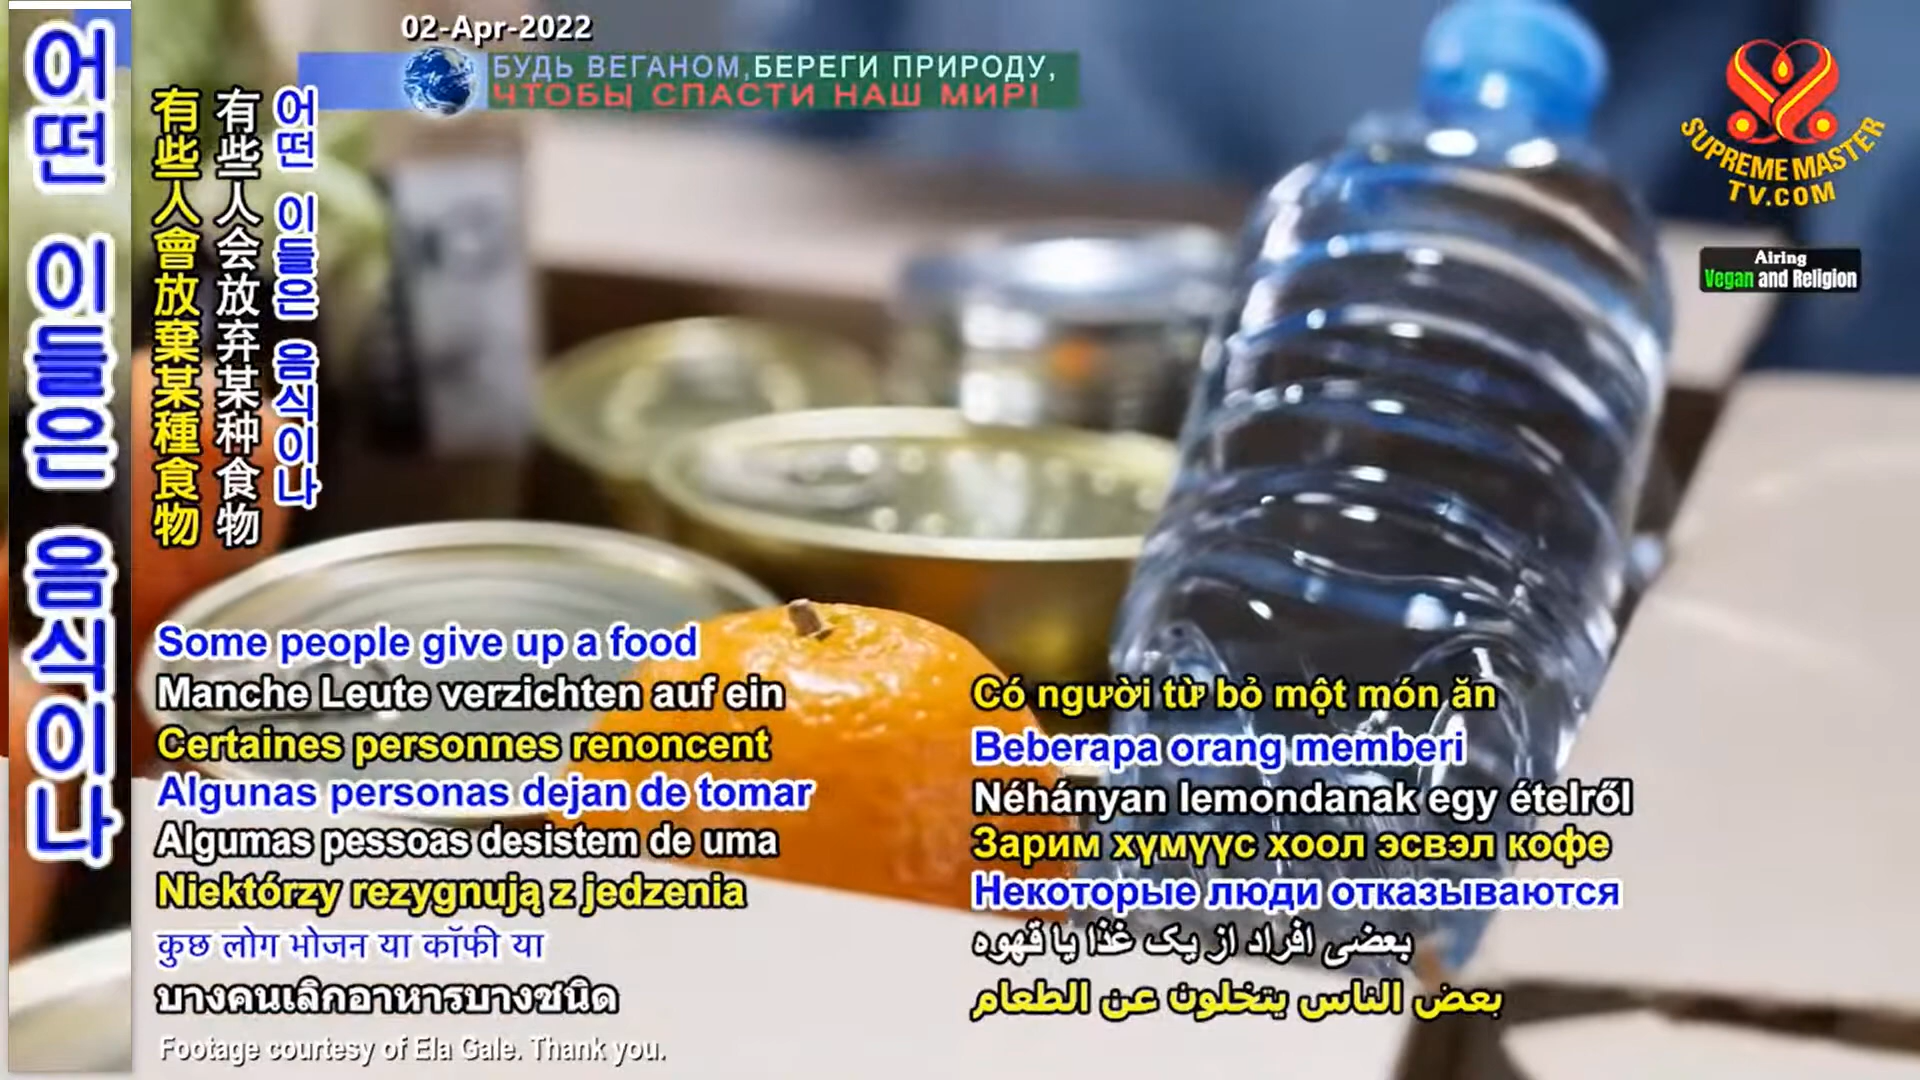 02-Apr-2022
БУДЬ ВЕГАНОМ,БЕРЕГИ ПРИРОДУ,
ЧТОБЫ СПАСТИ НАШ МИР!
SUPREME MASTER
TV.COM
Airing
Vegan and Religion
어떤 이들은 음식이나
有些人會放棄某種食物
有些人会放弃某种食物
어떤 이들은 음식이나
Some people give up a food
Manche Leute verzichten auf ein
Certaines personnes renoncent
Algunas personas dejan de tomar
Algumas pessoas desistem de uma
Niektórzy rezygnują z jedzenia
कुछ लोग भोजन या कॉफी या
บางคนเลิกอาหารบางชนิด
Có người từ bỏ một món ăn
Beberapa orang memberi
Néhányan lemondanak egy ételről
Зарим хүмүүс хоол эсвэл кофе
Некоторые люди отказываются
بعضی افراد از یک غذا یا قهوه
بعض الناس يتخلون عن الطعام
Footage courtesy of Ela Gale. Thank you.